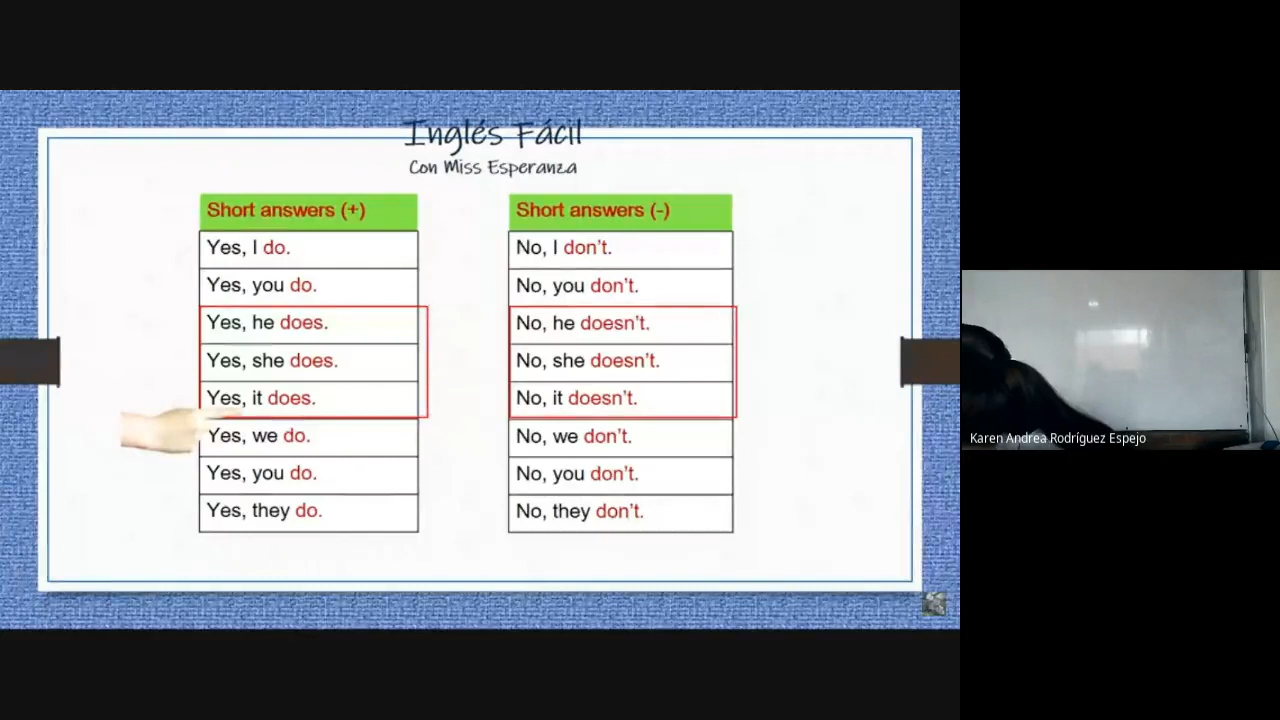 Inglés Fácil
Con Miss Esperanza
Short answers (+)
Yes, I do.
Yes, you do.
Yes, he does.
Yes, she does.
Yes, it does.
Yes, we do.
Yes, you do.
Yes, they do.
Short answers (-)
No, I don't.
No, you don't.
No, he doesn't.
No, she doesn't.
No, it doesn't.
No, we don't.
No, you don't.
No, they don't.
Karen Andrea Rodríguez Espejo